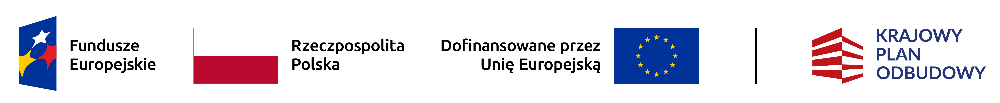 Fundusze
Europejskie
Rzeczpospolita
Polska
Dofinansowane przez
Unię Europejską
KRAJOWY
PLAN
ODBUDOWY